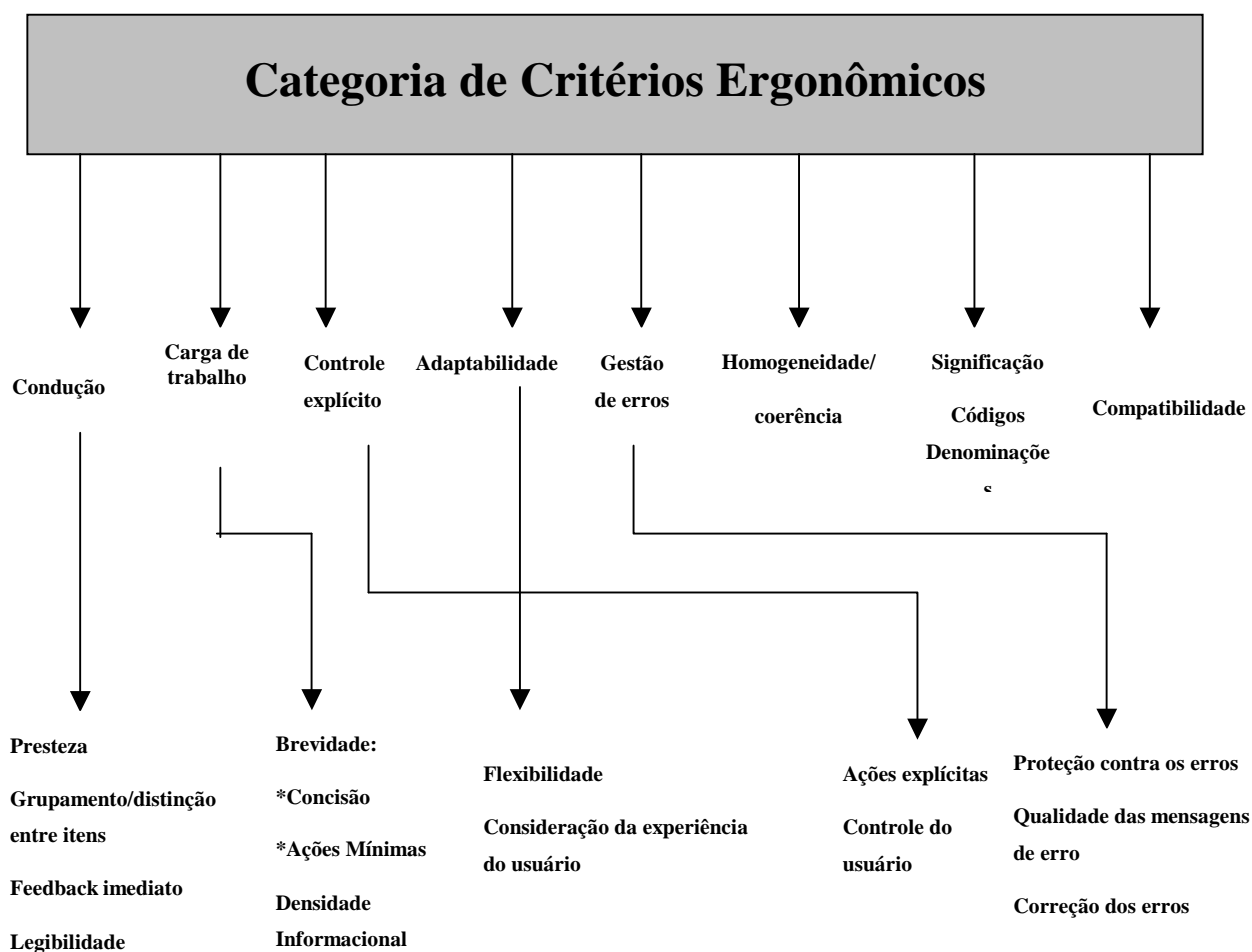 Categoria de Critérios Ergonômicos
Condução
Carga de
trabalho
Controle
explícito
Adaptabilidade
Gestão
de erros
Homogeneidade/
coerência
Significação
Códigos
Denominaçõe
s
Compatibilidade
Presteza
Grupamento/distinção
entre itens
Feedback imediato
Legibilidade
Brevidade:
*Concisão
*Ações Mínimas
Densidade
Informacional
Flexibilidade
Consideração da experiência
do usuário
Ações explícitas
Controle do
usuário
Proteção contra os erros
Qualidade das mensagens
de erro
Correção dos erros